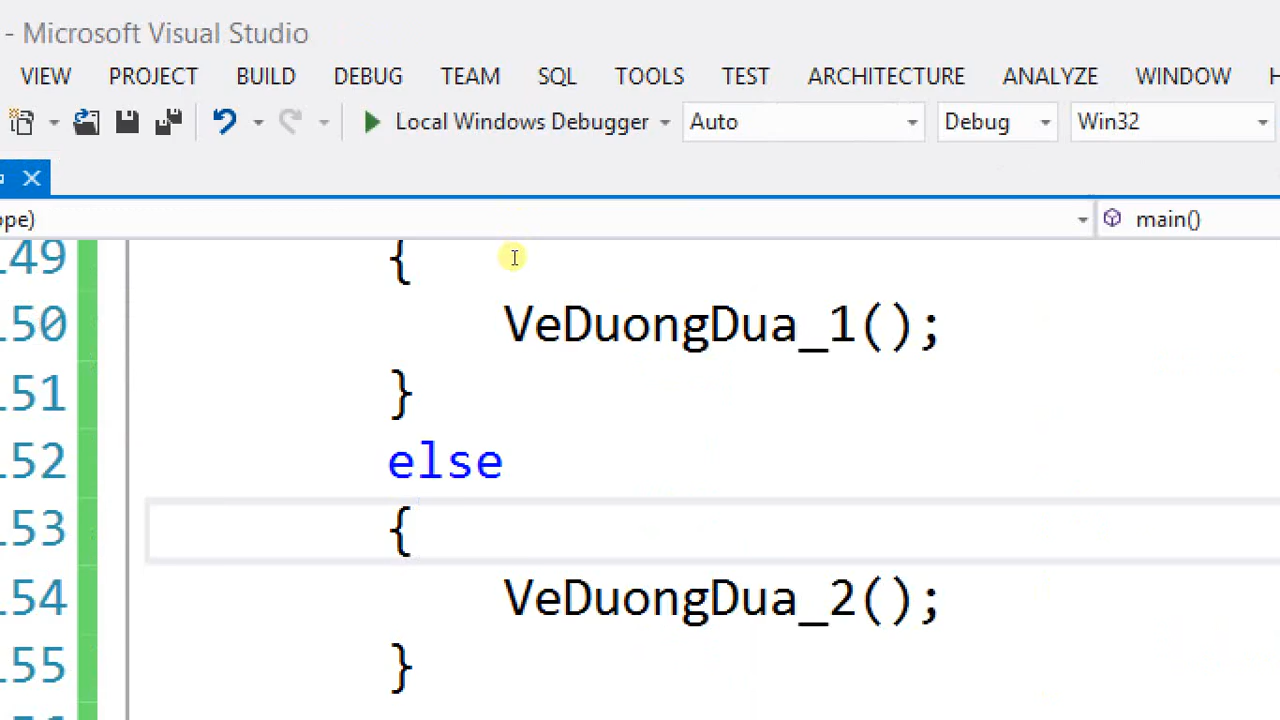 - Microsoft Visual Studio
VIEW PROJECT BUILD DEBUG TEAM SQL TOOLS TEST ARCHITECTURE ANALYZE WINDOW H
Local Windows Debugger Auto Debug Win32
ope) main()
149 {
150 VeDuongDua_1();
151 }
152 else
153 {
154 VeDuongDua_2();
155 }